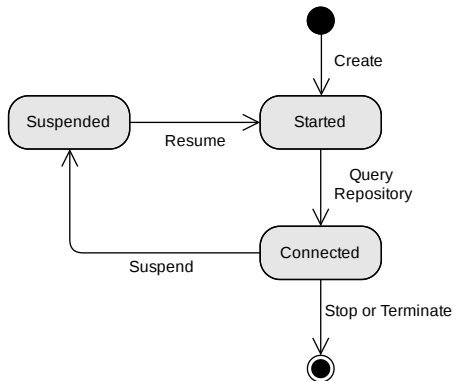 Create
Suspended
Started
Resume
Query
Repository
Connected
Suspend
Stop or Terminate